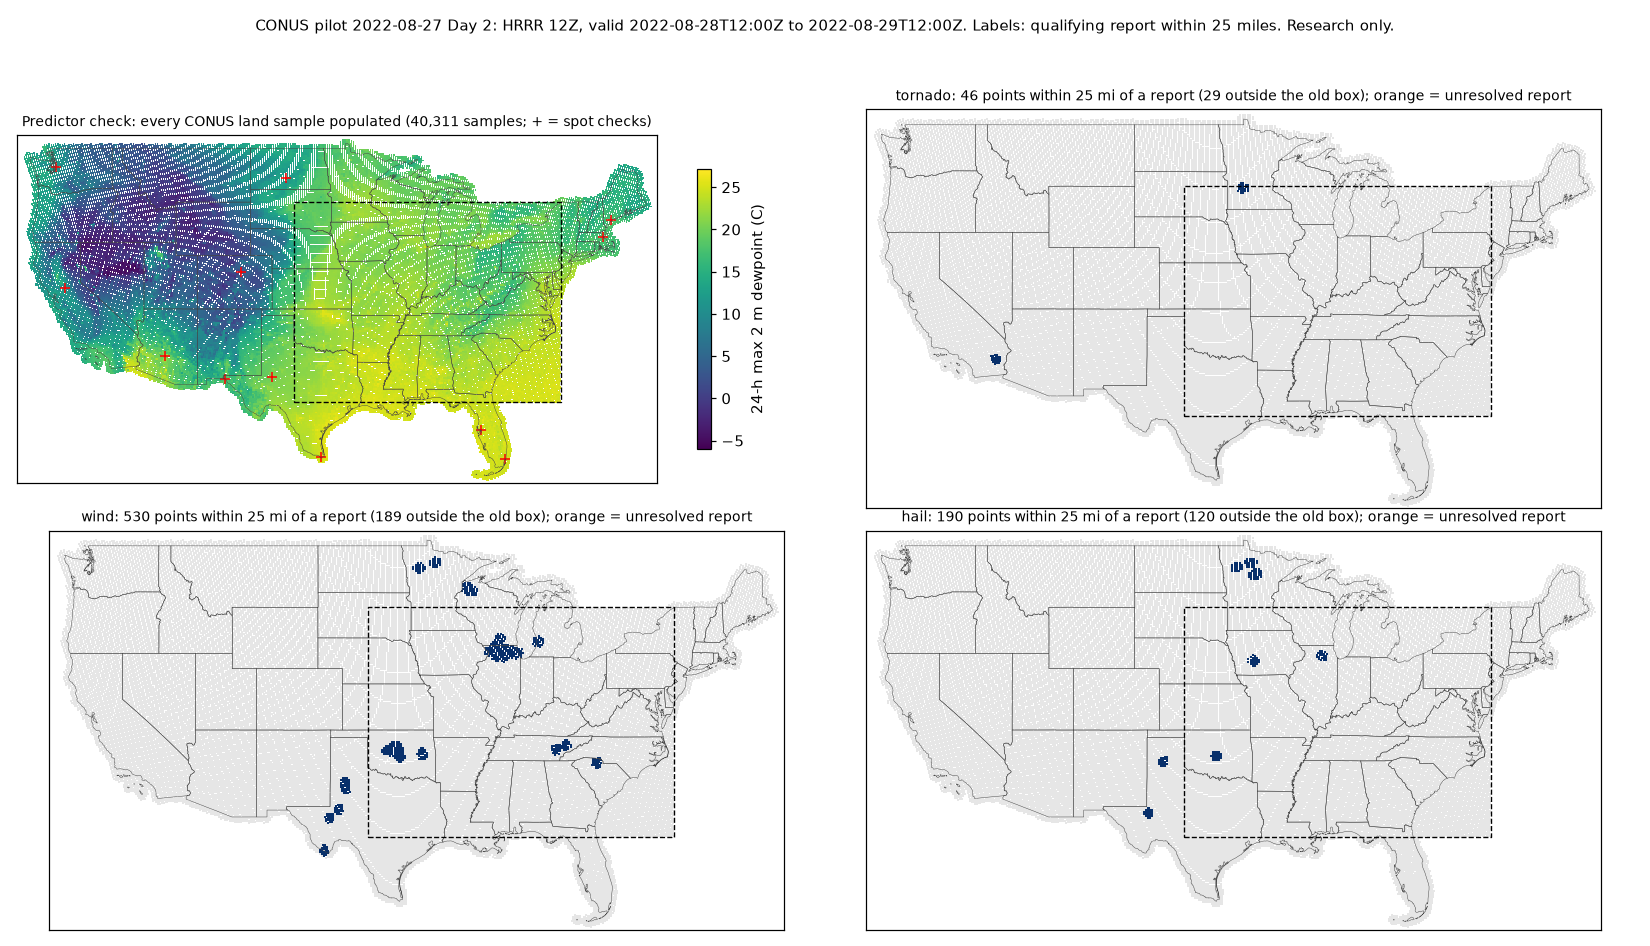 CONUS pilot 2022-08-27 Day 2: HRRR 12Z, valid 2022-08-28T12:00Z to 2022-08-29T12:00Z. Labels: qualifying report within 25 miles. Research only.
Predictor check: every CONUS land sample populated (40,311 samples; + = spot checks)
25
20
15
10
5
0
−5
24-h max 2 m dewpoint (C)
tornado: 46 points within 25 mi of a report (29 outside the old box); orange = unresolved report
wind: 530 points within 25 mi of a report (189 outside the old box); orange = unresolved report
hail: 190 points within 25 mi of a report (120 outside the old box); orange = unresolved report